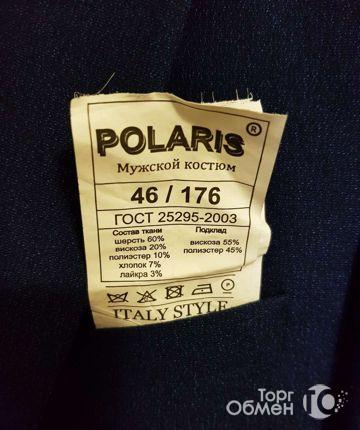 POLARIS®
Мужской костюм
46 / 176
ГОСТ 25295-2003
Состав ткани
шерсть 60%
вискоза 20%
полиэстер 10%
хлопок 7%
лайкра 3%
Подклад
вискоза 55%
полиэстер 45%
ITALY STYLE
Торг
Обмен